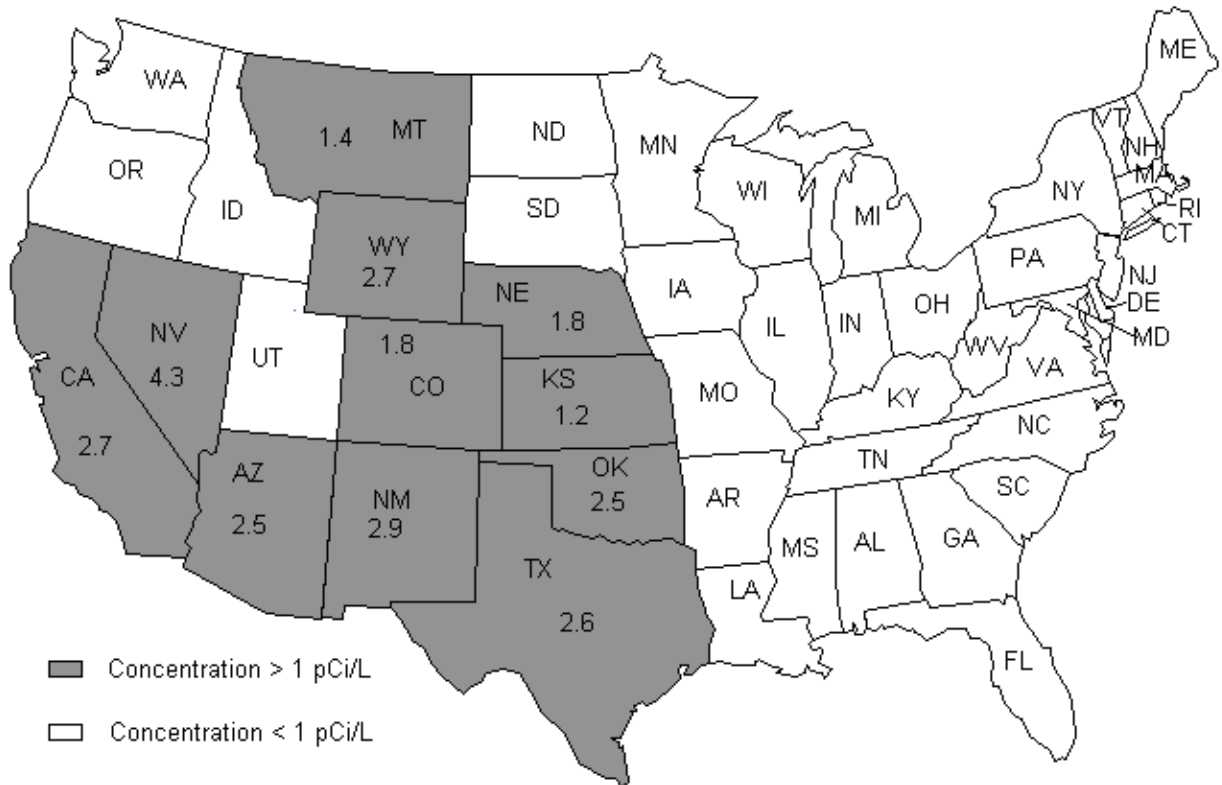 WA
MT
1.4
ND
MN
ME
VT
NH
MA
OR
ID
SD
WI
MI
NY
RI
CT
WY
2.7
NE
1.8
IA
PA
NJ
DE
MD
NV
4.3
UT
1.8
CO
KS
1.2
IL
IN
OH
WV
VA
CA
2.7
MO
KY
NC
AZ
2.5
NM
2.9
OK
2.5
AR
TN
SC
TX
2.6
MS
AL
GA
LA
FL
Concentration > 1 pCi/L
Concentration < 1 pCi/L